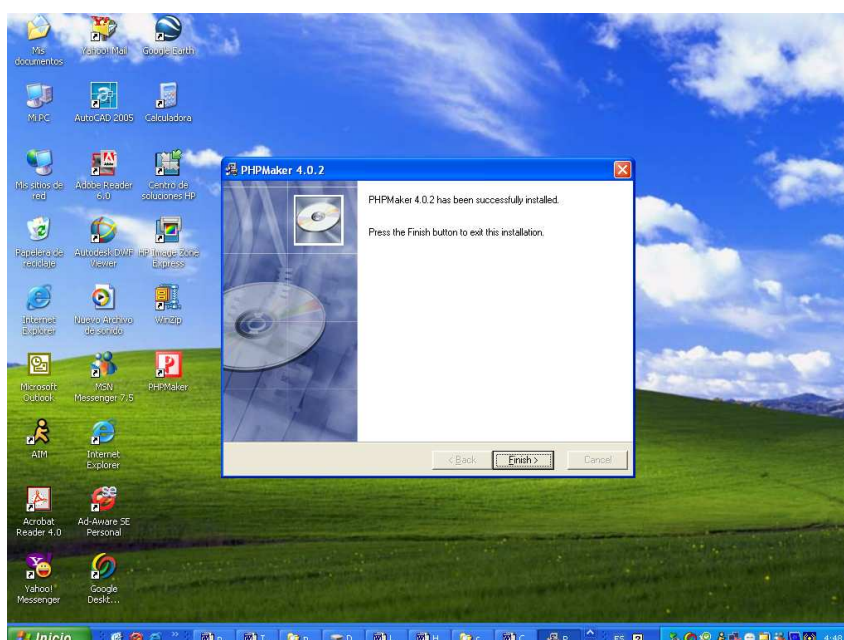 Mis documentos
Yahoo! Mail
Google Earth
Mi PC
AutoCAD 2005
Calculadora
Mis sitios de red
Adobe Reader 6.0
Centro de soluciones HP
Papelera de reciclaje
Autodesk DWF Viewer
HP Image Zone Express
Internet Explorer
Nuevo Archivo de sonido
WinZip
Microsoft Outlook
MSN Messenger 7,5
PHPMaker
AIM
Internet Explorer
Acrobat Reader 4.0
Ad-Aware SE Personal
Yahoo! Messenger
Google Deskt...
PHPMaker 4.0.2
PHPMaker 4.0.2 has been successfully installed.
Press the Finish button to exit this installation.
< Back
Finish >
Cancel
Inicio
ES
4:48